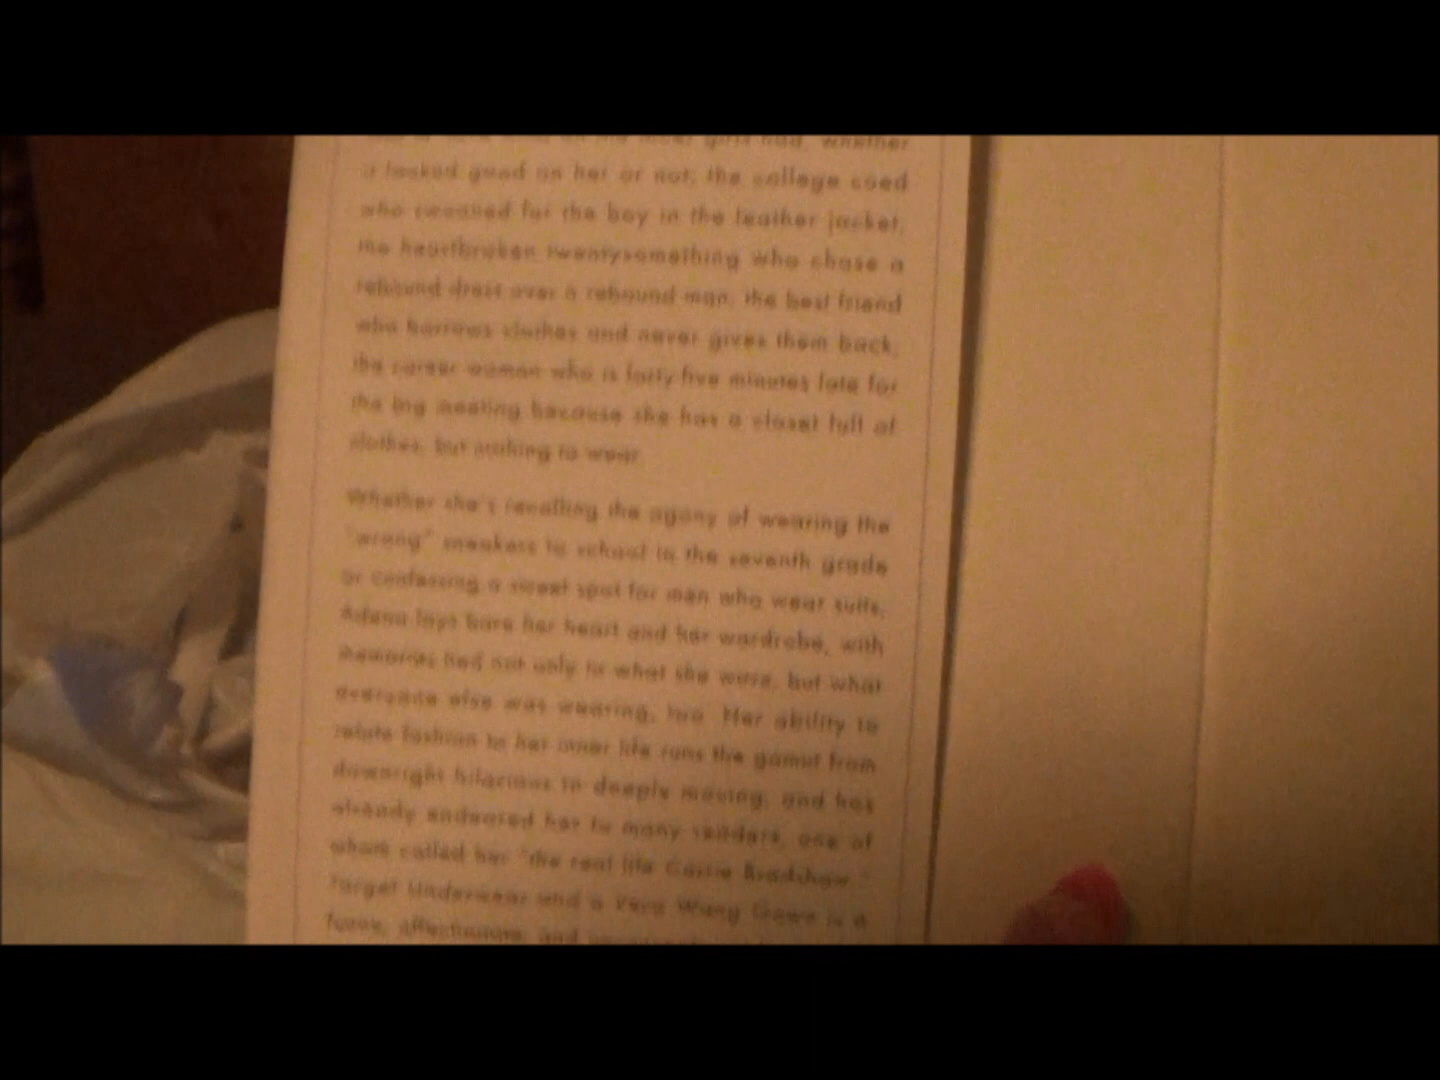 girls had, whether
looked good on her or not; the college coed
who swooned for the boy in the leather jacket;
the heartbroken twentysomething who chose a
rebound dress over a rebound man; the best friend
who borrows clothes and never gives them back;
the career woman who is forty-five minutes late for
the big meeting because she has a closet full of
clothes, but nothing to wear.
Whether she's recalling the agony of wearing the
"wrong" sneakers to school in the seventh grade
or confessing a sweet spot for men who wear suits,
Adena lays bare her heart and her wardrobe, with
memories tied not only to what she wore, but what
everyone else was wearing, too. Her ability to
relate fashion to her inner life runs the gamut from
downright hilarious to deeply moving, and has
already endeared her to many readers, one of
whom called her "the real life Carrie Bradshaw."
Target Underwear and a Vera Wang Gown is a
funny, affectionate, and